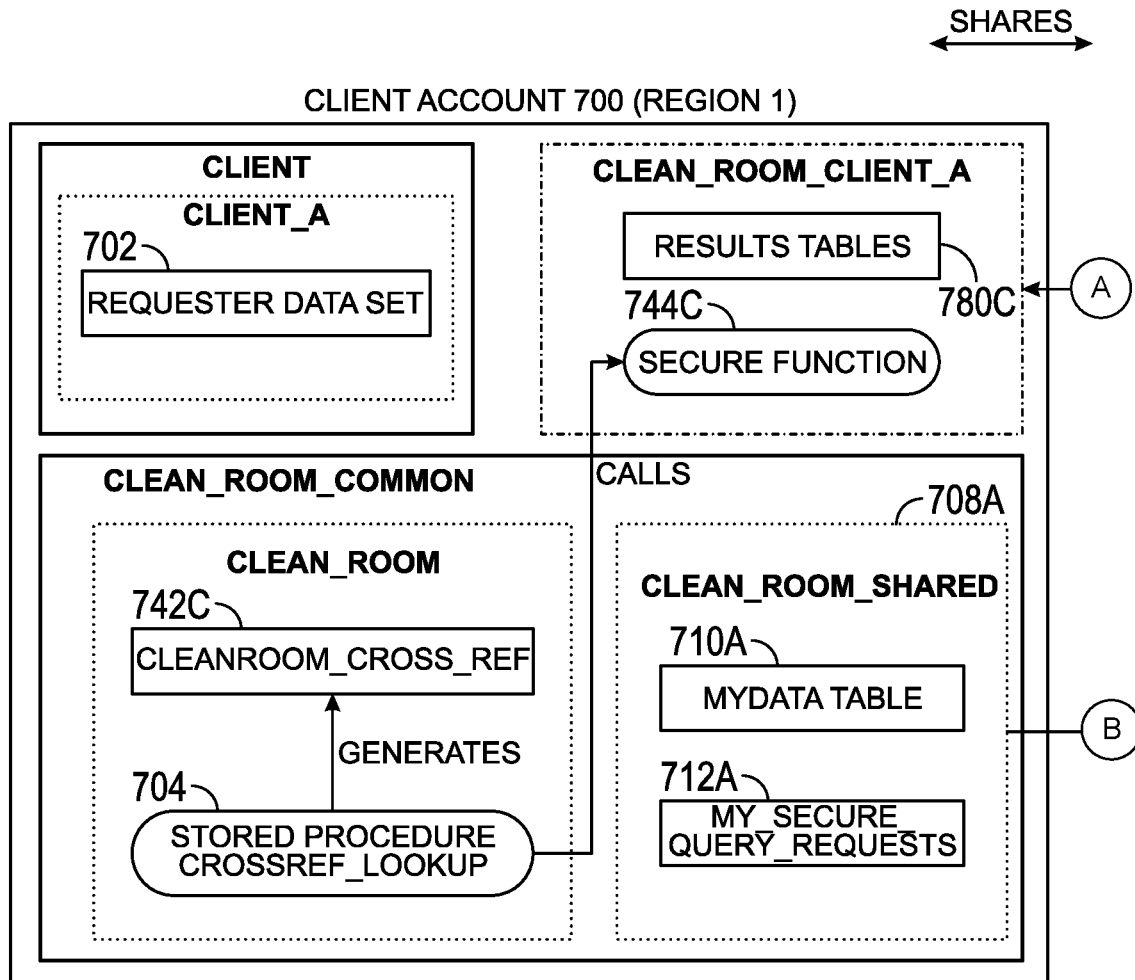 SHARES
CLIENT ACCOUNT 700 (REGION 1)
CLIENT
CLIENT_A
702
REQUESTER DATA SET
CLEAN_ROOM_CLIENT_A
RESULTS TABLES
780C
744C
SECURE FUNCTION
A
CALLS
CLEAN_ROOM_COMMON
CLEAN_ROOM
742C
CLEANROOM_CROSS_REF
GENERATES
704
STORED PROCEDURE
CROSSREF_LOOKUP
708A
CLEAN_ROOM_SHARED
710A
MYDATA TABLE
712A
MY_SECURE_
QUERY_REQUESTS
B